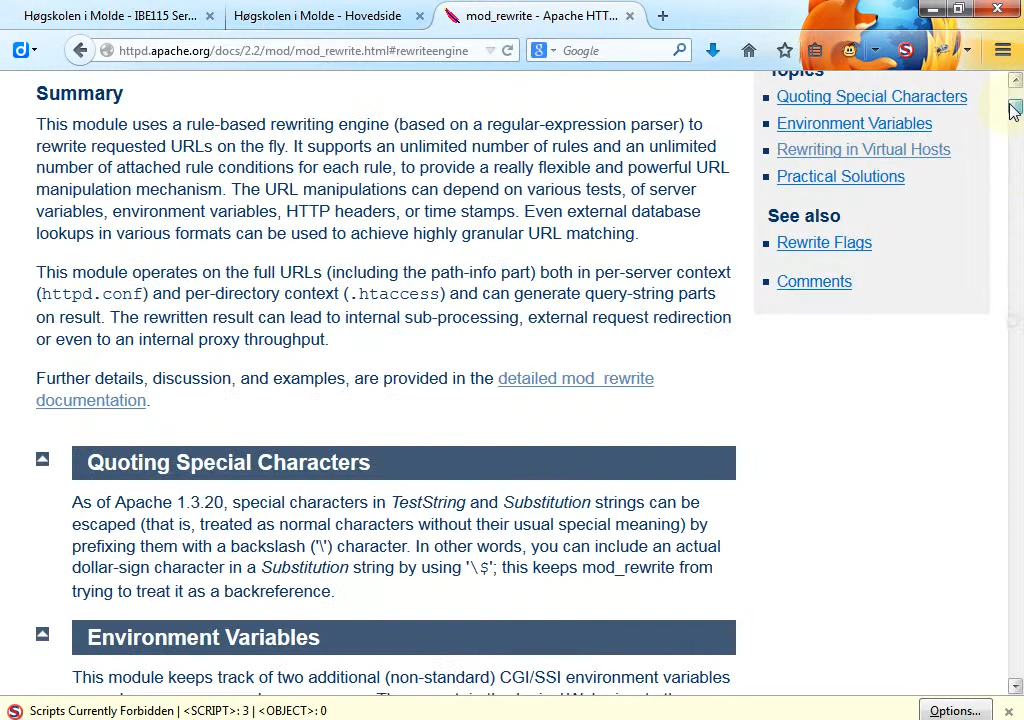 Høgskolen i Molde - IBE115 Ser...
Høgskolen i Molde - Hovedside
mod_rewrite - Apache HTT...
httpd.apache.org/docs/2.2/mod/mod_rewrite.html#rewriteengine
Google
Summary
This module uses a rule-based rewriting engine (based on a regular-expression parser) to
rewrite requested URLs on the fly. It supports an unlimited number of rules and an unlimited
number of attached rule conditions for each rule, to provide a really flexible and powerful URL
manipulation mechanism. The URL manipulations can depend on various tests, of server
variables, environment variables, HTTP headers, or time stamps. Even external database
lookups in various formats can be used to achieve highly granular URL matching.
This module operates on the full URLs (including the path-info part) both in per-server context
(httpd.conf) and per-directory context (.htaccess) and can generate query-string parts
on result. The rewritten result can lead to internal sub-processing, external request redirection
or even to an internal proxy throughput.
Further details, discussion, and examples, are provided in the detailed mod_rewrite
documentation.
Quoting Special Characters
As of Apache 1.3.20, special characters in TestString and Substitution strings can be
escaped (that is, treated as normal characters without their usual special meaning) by
prefixing them with a backslash ('\') character. In other words, you can include an actual
dollar-sign character in a Substitution string by using '\$'; this keeps mod_rewrite from
trying to treat it as a backreference.
Environment Variables
This module keeps track of two additional (non-standard) CGI/SSI environment variables
Topics
Quoting Special Characters
Environment Variables
Rewriting in Virtual Hosts
Practical Solutions
See also
Rewrite Flags
Comments
Scripts Currently Forbidden | <SCRIPT>: 3 | <OBJECT>: 0
Options...